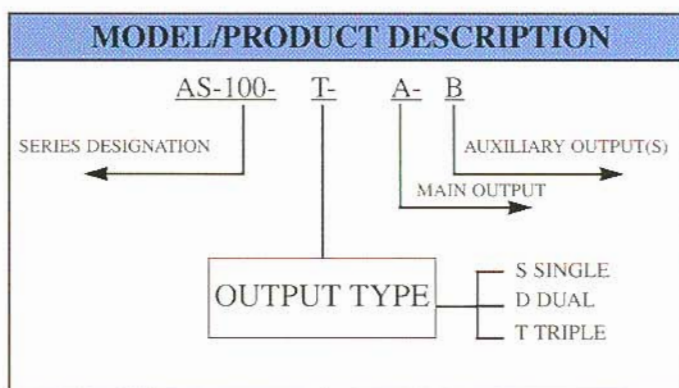 MODEL/PRODUCT DESCRIPTION
AS-100- T- A- B
SERIES DESIGNATION
AUXILIARY OUTPUT(S)
MAIN OUTPUT
OUTPUT TYPE
S SINGLE
D DUAL
T TRIPLE